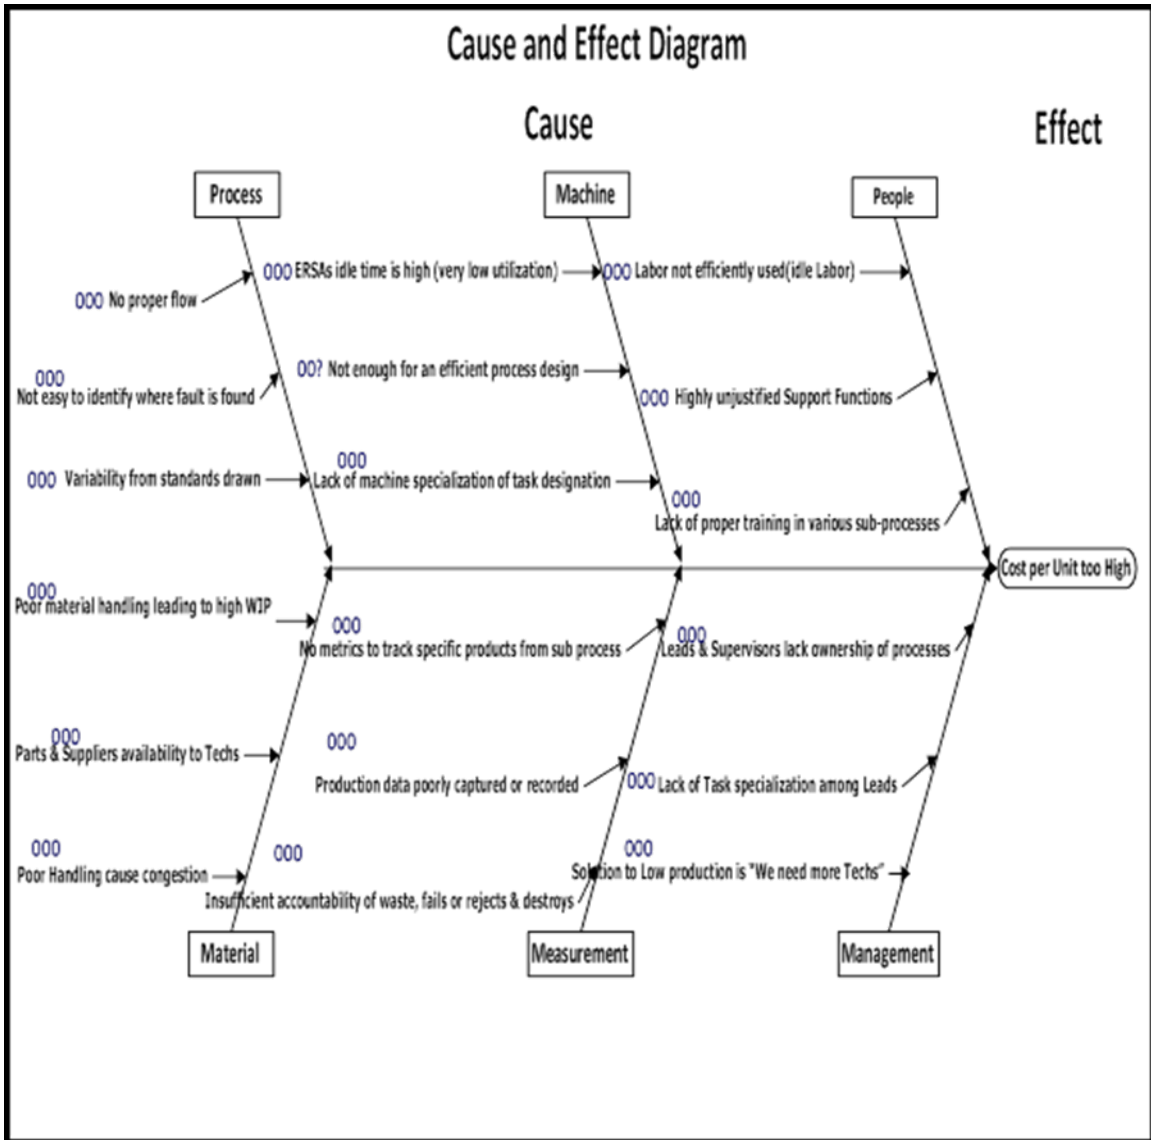 Cause and Effect Diagram
Cause
Effect
Process
Machine
People
OOO ERSAs idle time is high (very low utilization)
OOO Labor not efficiently used(idle Labor)
OOO No proper flow
OO? Not enough for an efficient process design
OOO
Not easy to identify where fault is found
OOO Highly unjustified Support Functions
OOO Variability from standards drawn
OOO
Lack of machine specialization of task designation
OOO
Lack of proper training in various sub-processes
Cost per Unit too High
OOO
Poor material handling leading to high WIP
OOO
No metrics to track specific products from sub process
OOO
Leads & Supervisors lack ownership of processes
OOO
Parts & Suppliers availability to Techs
OOO
Production data poorly captured or recorded
OOO Lack of Task specialization among Leads
OOO
Poor Handling cause congestion
OOO
Insufficient accountability of waste, fails or rejects & destroys
OOO
Solution to Low production is "We need more Techs"
Material
Measurement
Management